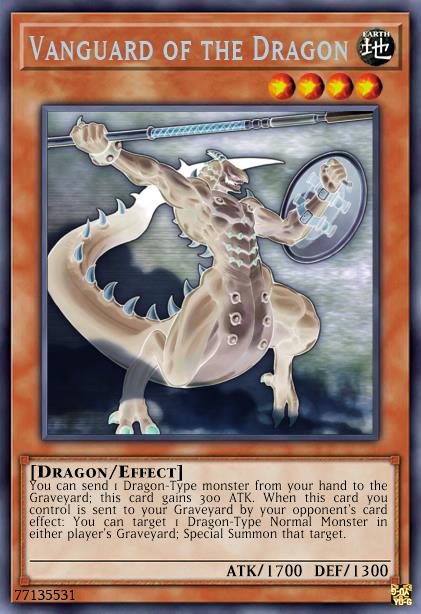 VANGUARD OF THE DRAGON
EARTH
地
[DRAGON/EFFECT]
You can send 1 Dragon-Type monster from your hand to the
Graveyard; this card gains 300 ATK. When this card you
control is sent to your Graveyard by your opponent's card
effect: You can target 1 Dragon-Type Normal Monster in
either player's Graveyard; Special Summon that target.
ATK/1700 DEF/1300
77135531